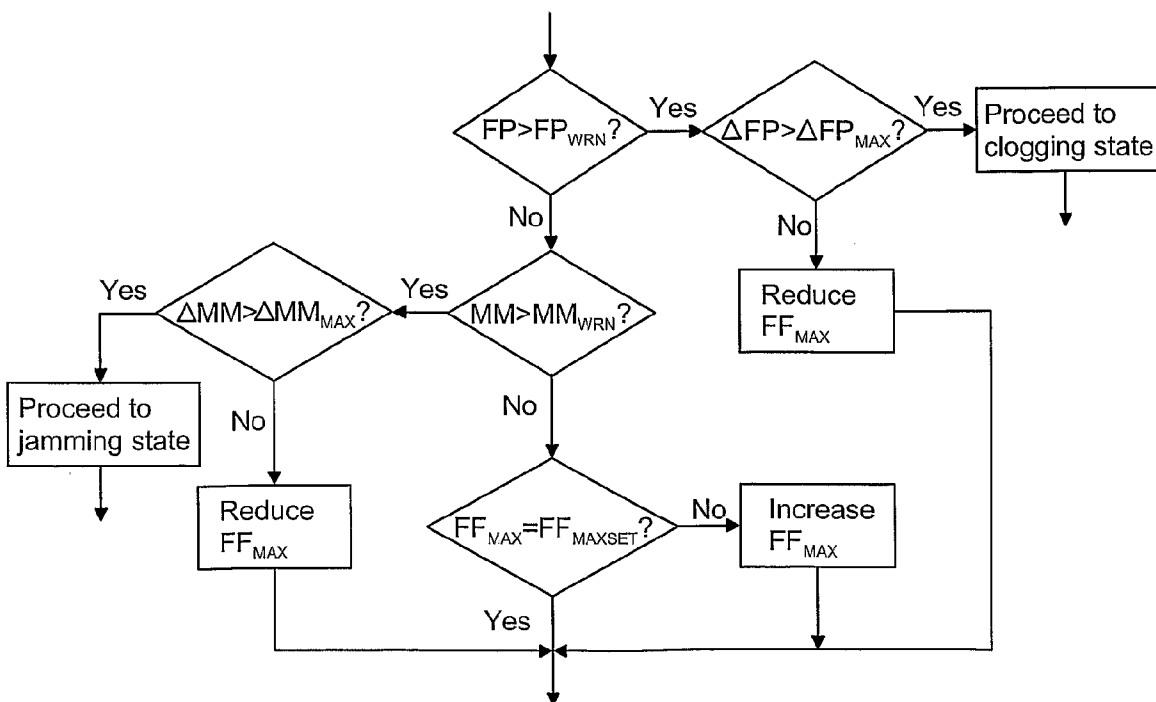 FP>FP_WRN?
Yes
ΔFP>ΔFP_MAX?
Yes
Proceed to
clogging state
No
No
Reduce
FF_MAX
Yes
ΔMM>ΔMM_MAX?
Yes
MM>MM_WRN?
Proceed to
jamming state
No
No
Reduce
FF_MAX
FF_MAX=FF_MAXSET?
No
Increase
FF_MAX
Yes